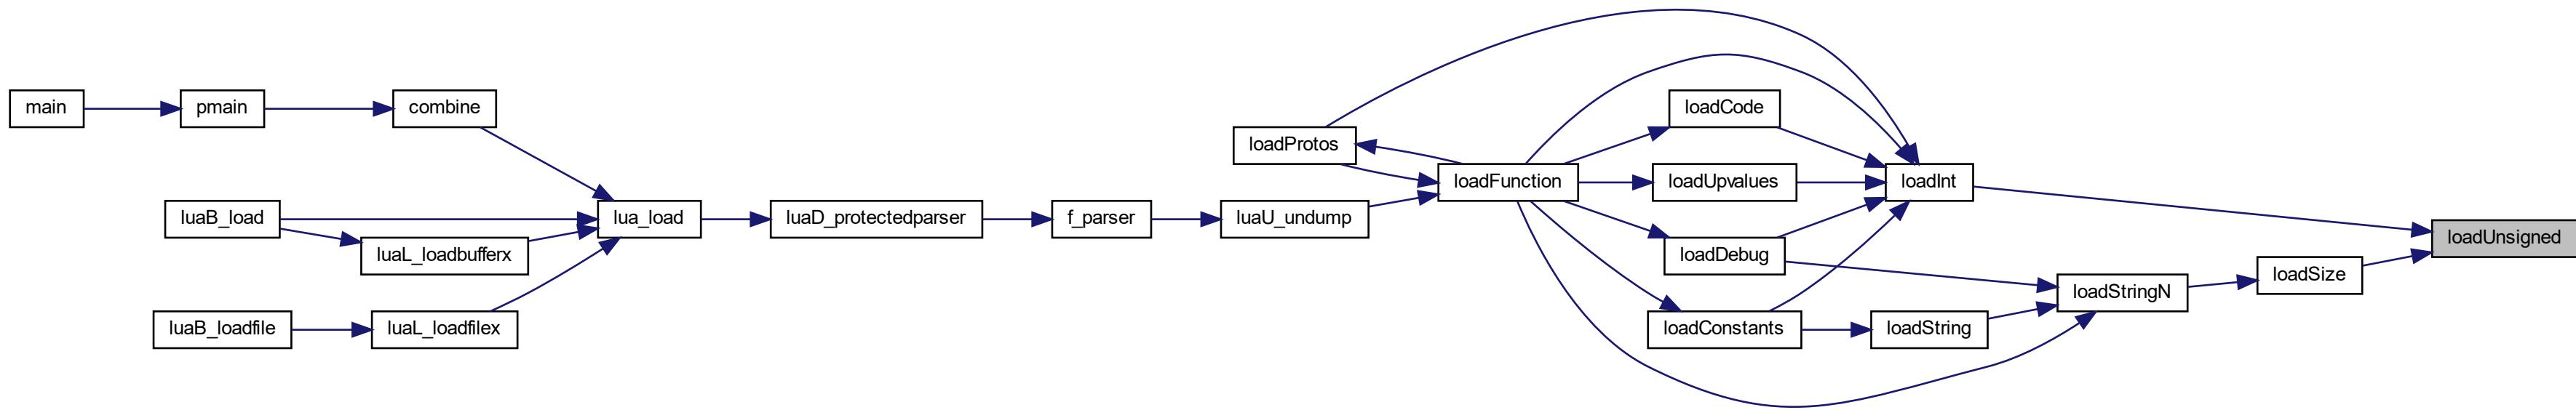 main
pmain
combine
luaB_load
luaL_loadbufferx
luaB_loadfile
luaL_loadfilex
lua_load
luaD_protectedparser
f_parser
luaU_undump
loadProtos
loadFunction
loadCode
loadUpvalues
loadDebug
loadConstants
loadString
loadInt
loadStringN
loadSize
loadUnsigned